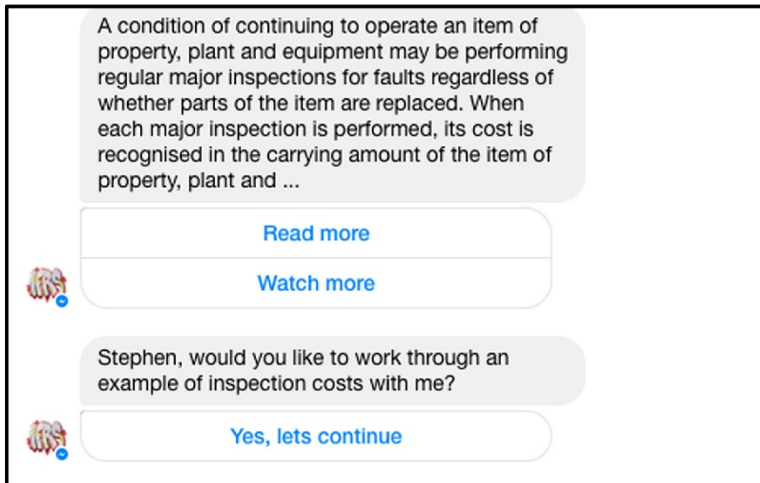 A condition of continuing to operate an item of
property, plant and equipment may be performing
regular major inspections for faults regardless of
whether parts of the item are replaced. When
each major inspection is performed, its cost is
recognised in the carrying amount of the item of
property, plant and ...
Read more
Watch more
IFRS
Stephen, would you like to work through an
example of inspection costs with me?
IFRS
Yes, lets continue